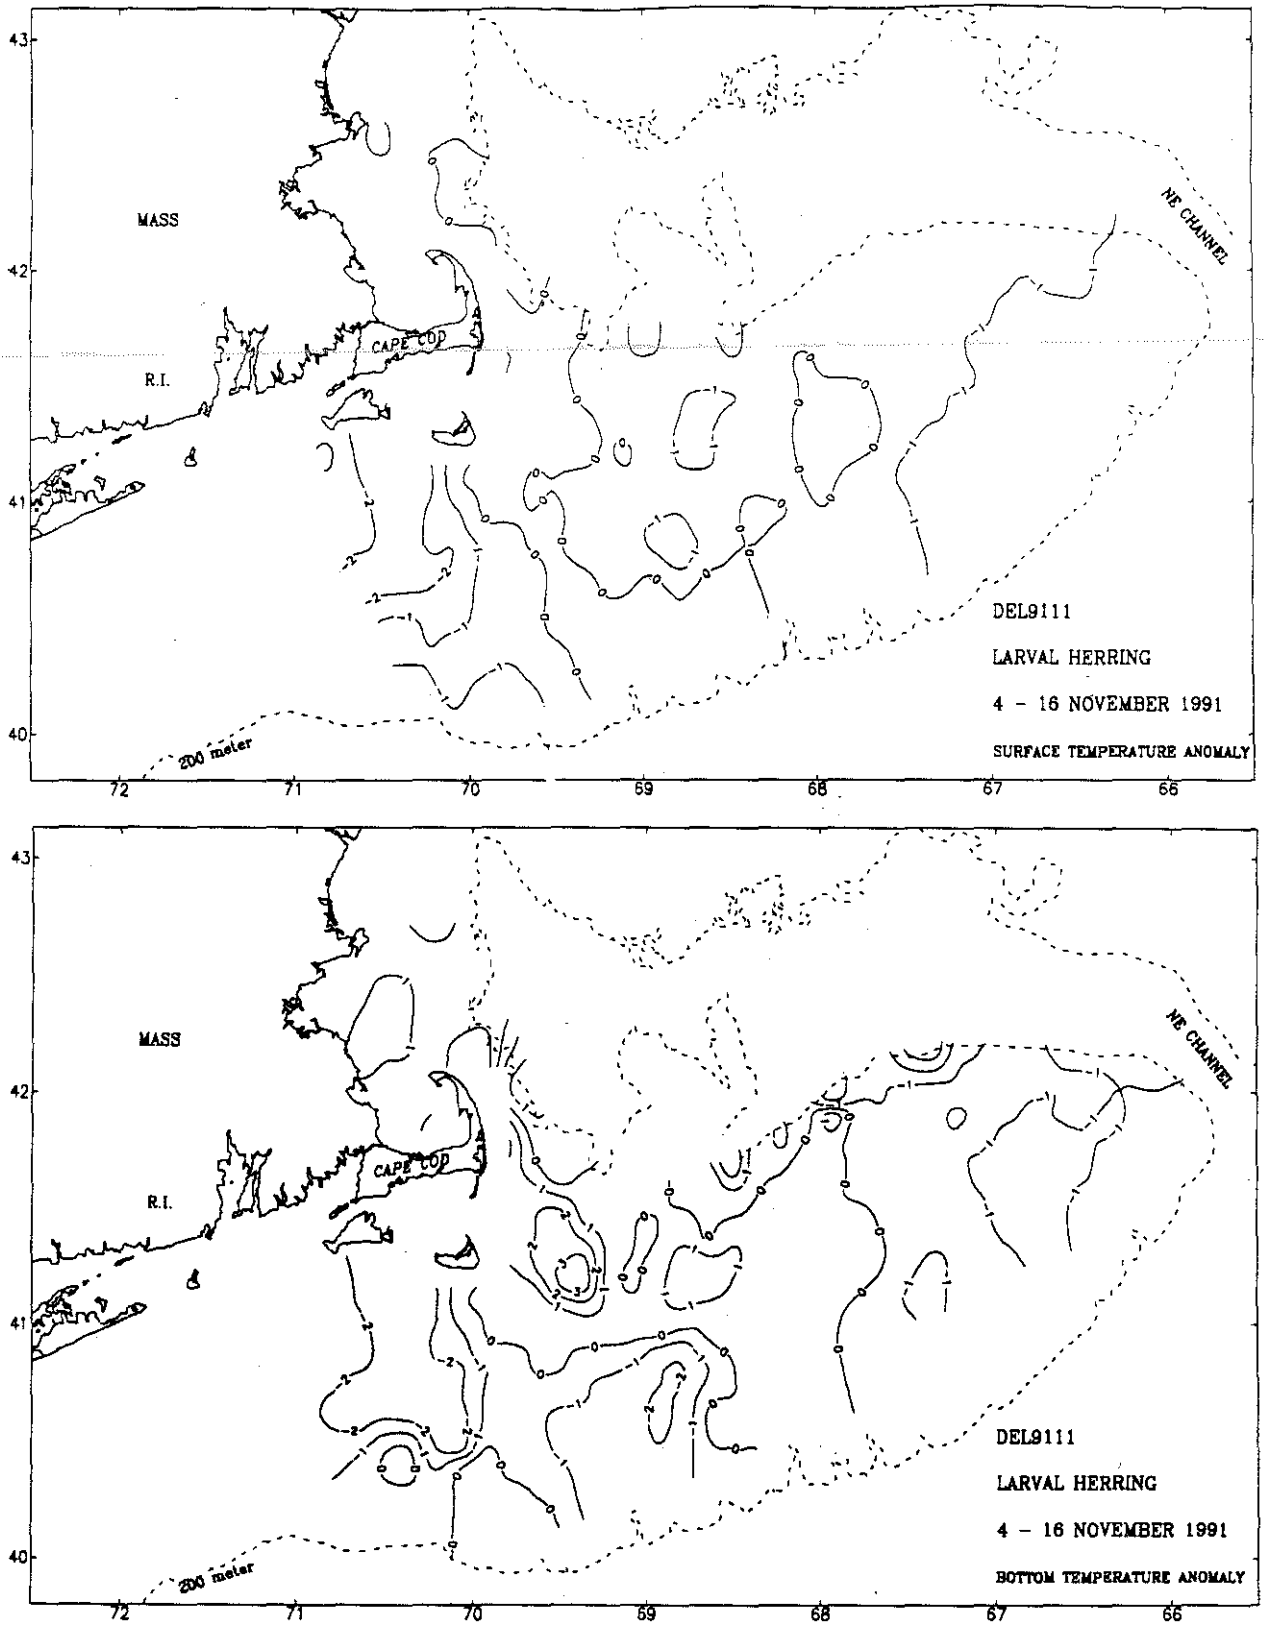 43
MASS
NE CHANNEL
42
CAPE COD
R.I.
41
DEL9111
LARVAL HERRING
4 - 16 NOVEMBER 1991
40
200 meter
SURFACE TEMPERATURE ANOMALY
72 71 70 69 68 67 66
43
MASS
NE CHANNEL
42
CAPE COD
R.I.
41
DEL9111
LARVAL HERRING
4 - 16 NOVEMBER 1991
40
200 meter
BOTTOM TEMPERATURE ANOMALY
72 71 70 69 68 67 66